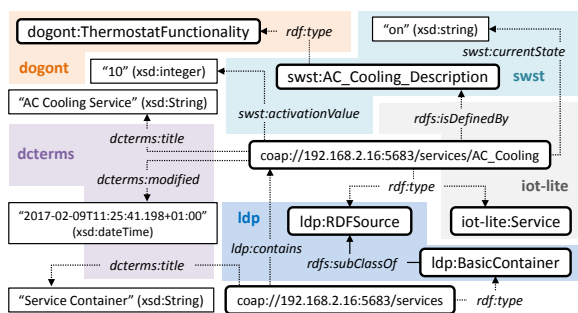 dogont:ThermostatFunctionality
rdf:type
"on" (xsd:string)
swst:currentState
dogont
"10" (xsd:integer)
swst:AC_Cooling_Description
swst
"AC Cooling Service" (xsd:String)
swst:activationValue
rdfs:isDefinedBy
dcterms:title
dcterms
coap://192.168.2.16:5683/services/AC_Cooling
dcterms:modified
rdf:type
iot-lite
"2017-02-09T11:25:41.198+01:00"
(xsd:dateTime)
ldp
ldp:RDFSource
iot-lite:Service
ldp:contains
dcterms:title
rdfs:subClassOf
ldp:BasicContainer
"Service Container" (xsd:String)
coap://192.168.2.16:5683/services
rdf:type